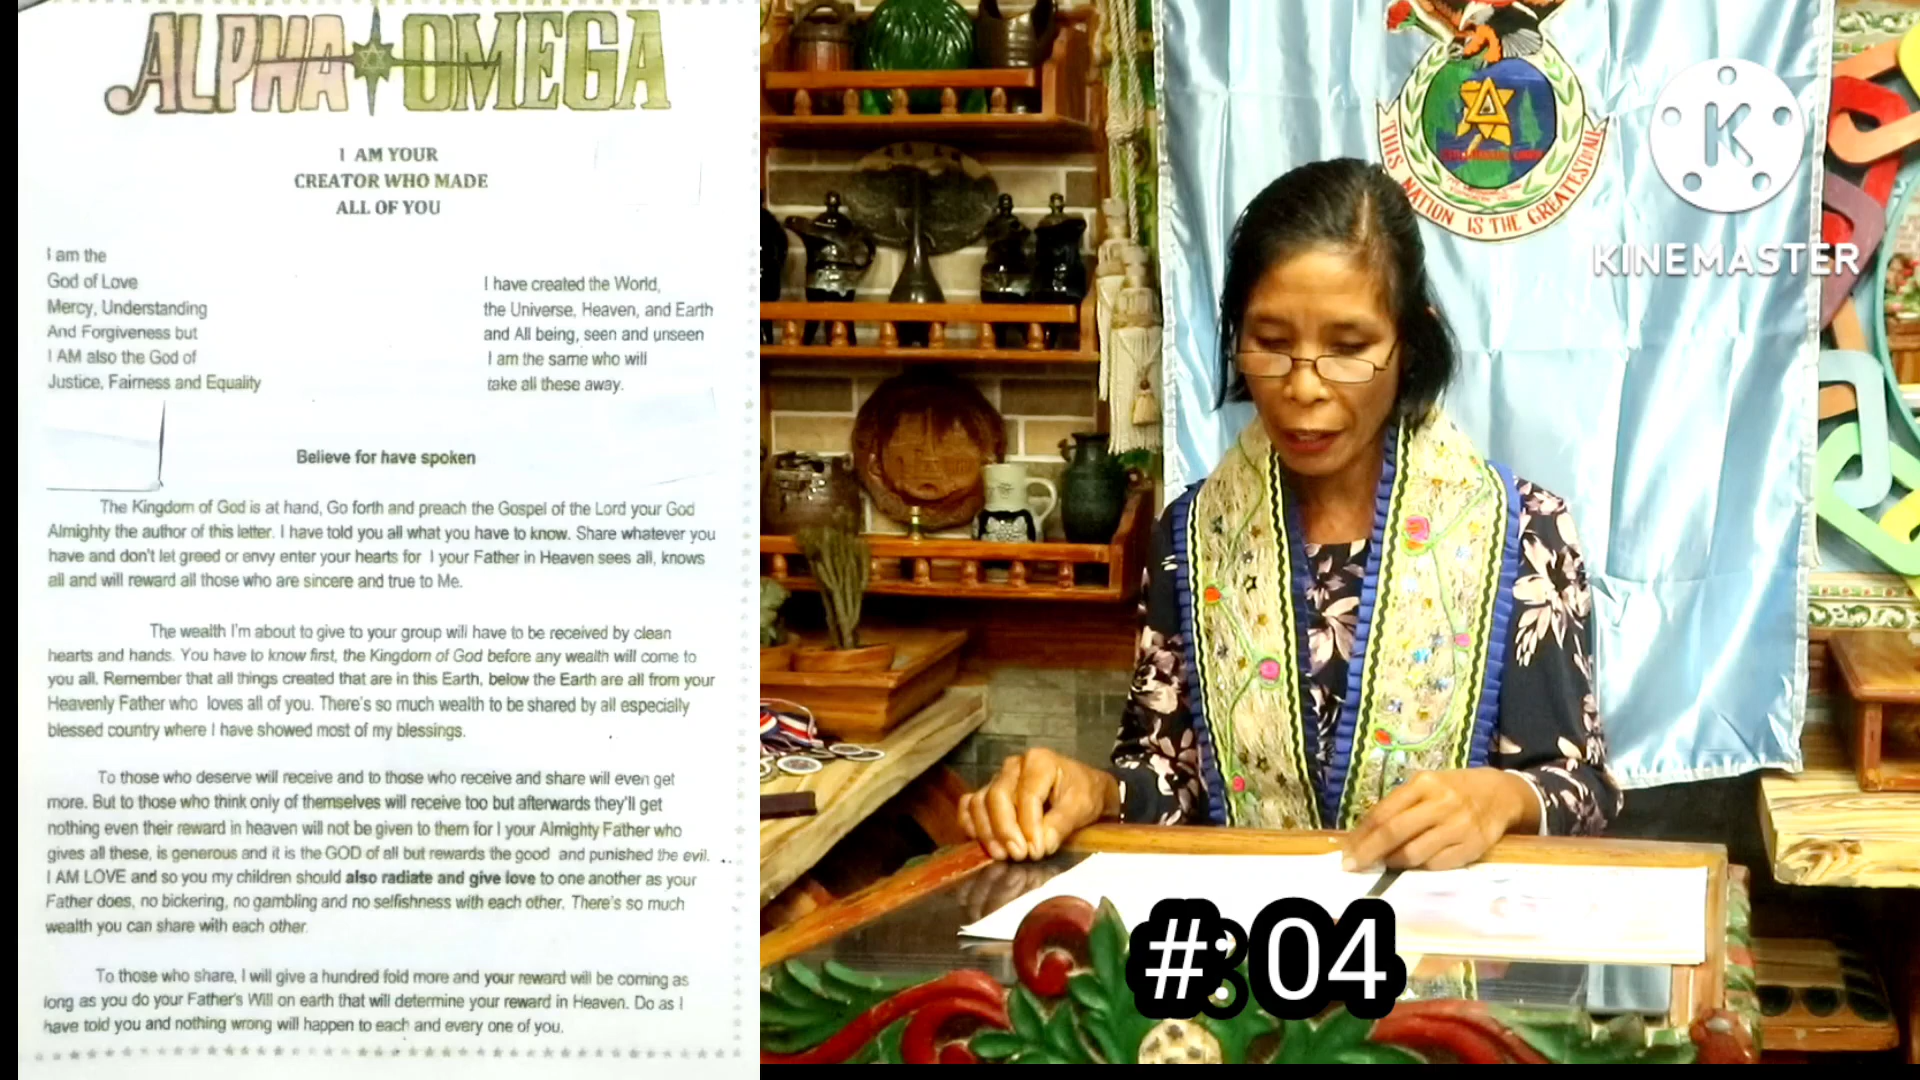 ALPHA OMEGA
I AM YOUR
CREATOR WHO MADE
ALL OF YOU
I am the
God of Love
Mercy, Understanding
And Forgiveness but
I AM also the God of
Justice, Fairness and Equality
I have created the World,
the Universe, Heaven, and Earth
and All being, seen and unseen
I am the same who will
take all these away.
Believe for have spoken
The Kingdom of God is at hand, Go forth and preach the Gospel of the Lord your God
Almighty the author of this letter. I have told you all what you have to know. Share whatever you
have and don't let greed or envy enter your hearts for I your Father in Heaven sees all, knows
all and will reward all those who are sincere and true to Me.
The wealth I'm about to give to your group will have to be received by clean
hearts and hands. You have to know first, the Kingdom of God before any wealth will come to
you all. Remember that all things created that are in this Earth, below the Earth are all from your
Heavenly Father who loves all of you. There's so much wealth to be shared by all especially
blessed country where I have showed most of my blessings.
To those who deserve will receive and to those who receive and share will even get
more. But to those who think only of themselves will receive too but afterwards they'll get
nothing even their reward in heaven will not be given to them for I your Almighty Father who
gives all these, is generous and it is the GOD of all but rewards the good and punished the evil.
I AM LOVE and so you my children should also radiate and give love to one another as your
Father does, no bickering, no gambling and no selfishness with each other. There's so much
wealth you can share with each other.
To those who share, I will give a hundred fold more and your reward will be coming as
long as you do your Father's Will on earth that will determine your reward in Heaven. Do as I
have told you and nothing wrong will happen to each and every one of you.
THIS NATION IS THE GREATEST
K
KINEMASTER
#:04